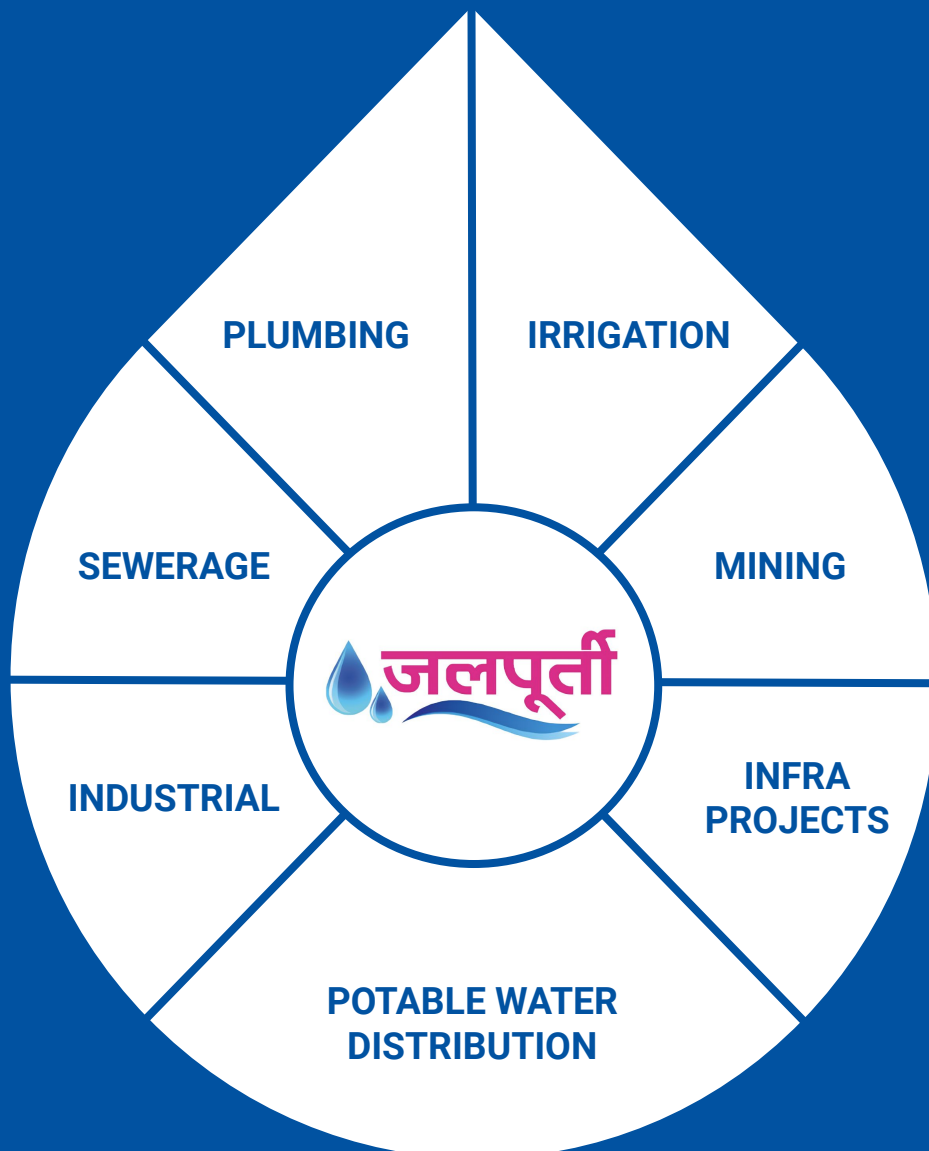 PLUMBING
IRRIGATION
SEWERAGE
MINING
जलपूर्ती
INDUSTRIAL
INFRA
PROJECTS
POTABLE WATER
DISTRIBUTION